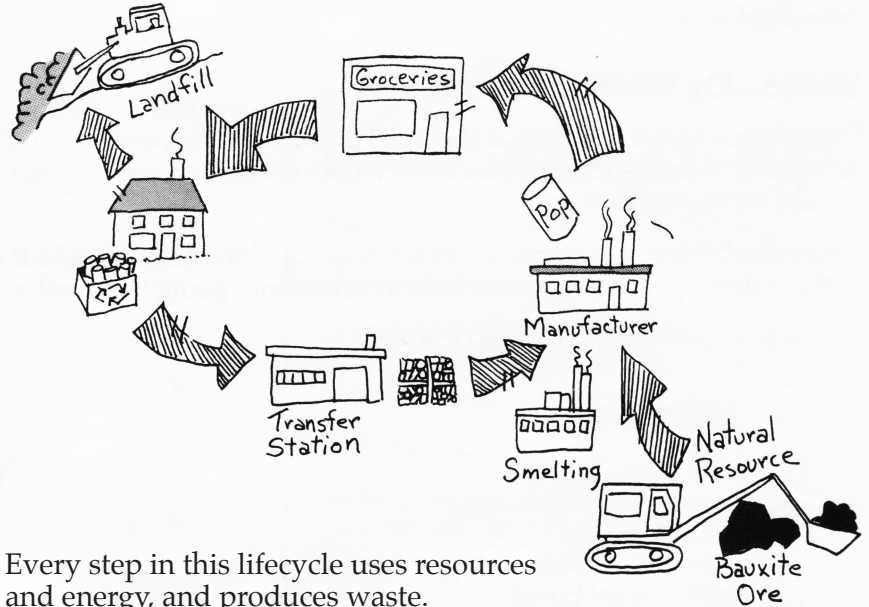 Landfill
Groceries
Pop
Manufacturer
Transfer
Station
Smelting
Natural
Resource
Bauxite
Ore
Every step in this lifecycle uses resources
and energy, and produces waste.